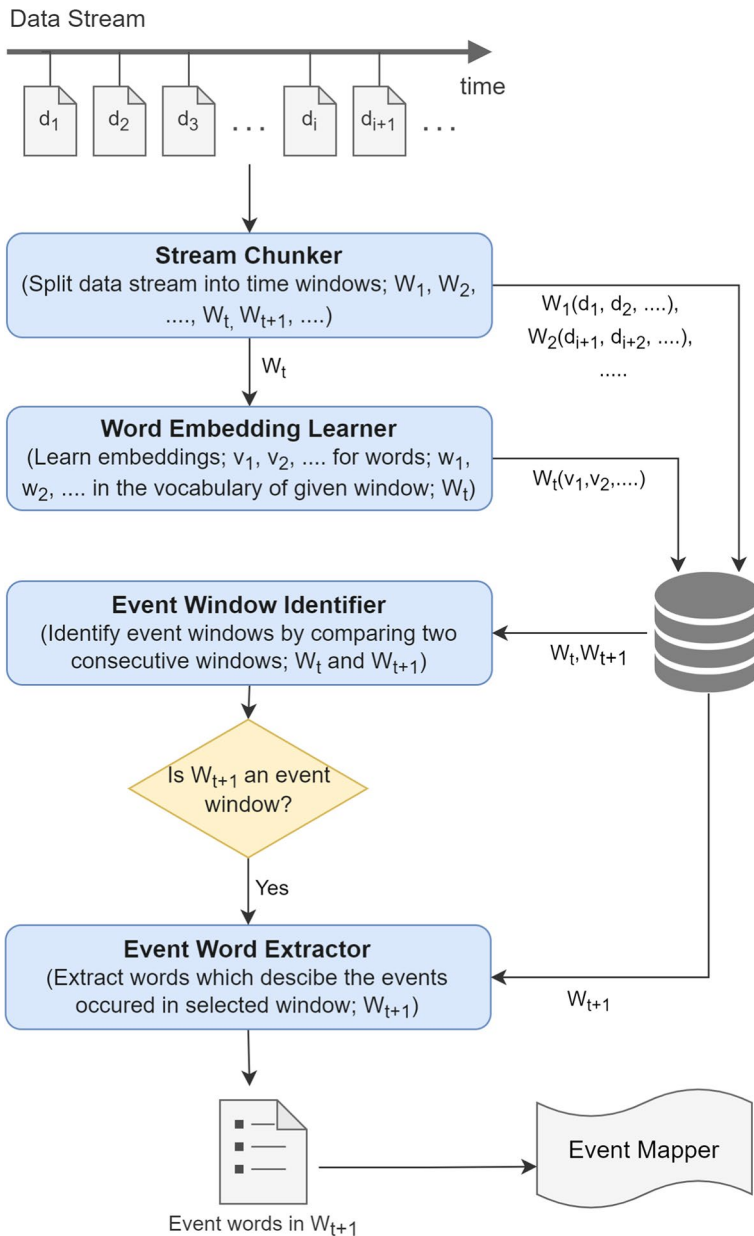 Data Stream
time
d1 d2 d3 ... di di+1 ...
Stream Chunker
(Split data stream into time windows; W1, W2,
...., Wt, Wt+1, ....)
W1(d1, d2, ....),
W2(di+1, di+2, ....),
.....
Wt
Word Embedding Learner
(Learn embeddings; v1, v2, .... for words; w1,
w2, .... in the vocabulary of given window; Wt)
Wt(v1,v2,....)
Event Window Identifier
(Identify event windows by comparing two
consecutive windows; Wt and Wt+1)
Wt,Wt+1
Is Wt+1 an event
window?
Yes
Event Word Extractor
(Extract words which descibe the events
occured in selected window; Wt+1)
Wt+1
Event Mapper
Event words in Wt+1